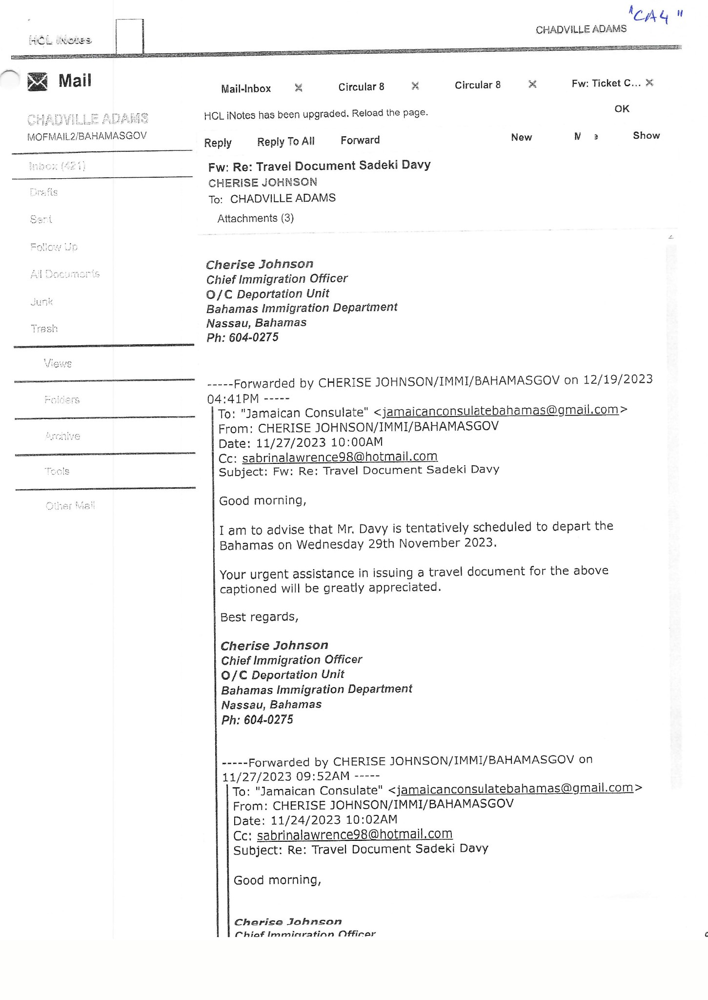 "CA4"
CHADVILLE ADAMS
HCL iNotes
Mail
Mail-Inbox
Circular 8
Circular 8
Fw: Ticket C...
CHADVILLE ADAMS
MOFMAIL2/BAHAMASGOV
HCL iNotes has been upgraded. Reload the page.
OK
Reply Reply To All Forward New Show
Inbox (421)
Drafts
Sent
Follow Up
All Documents
Junk
Trash
Views
Folders
Archive
Tools
Other Mail
Fw: Re: Travel Document Sadeki Davy
CHERISE JOHNSON
To: CHADVILLE ADAMS
Attachments (3)
Cherise Johnson
Chief Immigration Officer
O/C Deportation Unit
Bahamas Immigration Department
Nassau, Bahamas
Ph: 604-0275
-----Forwarded by CHERISE JOHNSON/IMMI/BAHAMASGOV on 12/19/2023
04:41PM -----
To: "Jamaican Consulate" <jamaicanconsulatebahamas@gmail.com>
From: CHERISE JOHNSON/IMMI/BAHAMASGOV
Date: 11/27/2023 10:00AM
Cc: sabrinalawrence98@hotmail.com
Subject: Fw: Re: Travel Document Sadeki Davy
Good morning,
I am to advise that Mr. Davy is tentatively scheduled to depart the
Bahamas on Wednesday 29th November 2023.
Your urgent assistance in issuing a travel document for the above
captioned will be greatly appreciated.
Best regards,
Cherise Johnson
Chief Immigration Officer
O/C Deportation Unit
Bahamas Immigration Department
Nassau, Bahamas
Ph: 604-0275
-----Forwarded by CHERISE JOHNSON/IMMI/BAHAMASGOV on
11/27/2023 09:52AM -----
To: "Jamaican Consulate" <jamaicanconsulatebahamas@gmail.com>
From: CHERISE JOHNSON/IMMI/BAHAMASGOV
Date: 11/24/2023 10:02AM
Cc: sabrinalawrence98@hotmail.com
Subject: Re: Travel Document Sadeki Davy
Good morning,
Cherise Johnson
Chief Immigration Officer